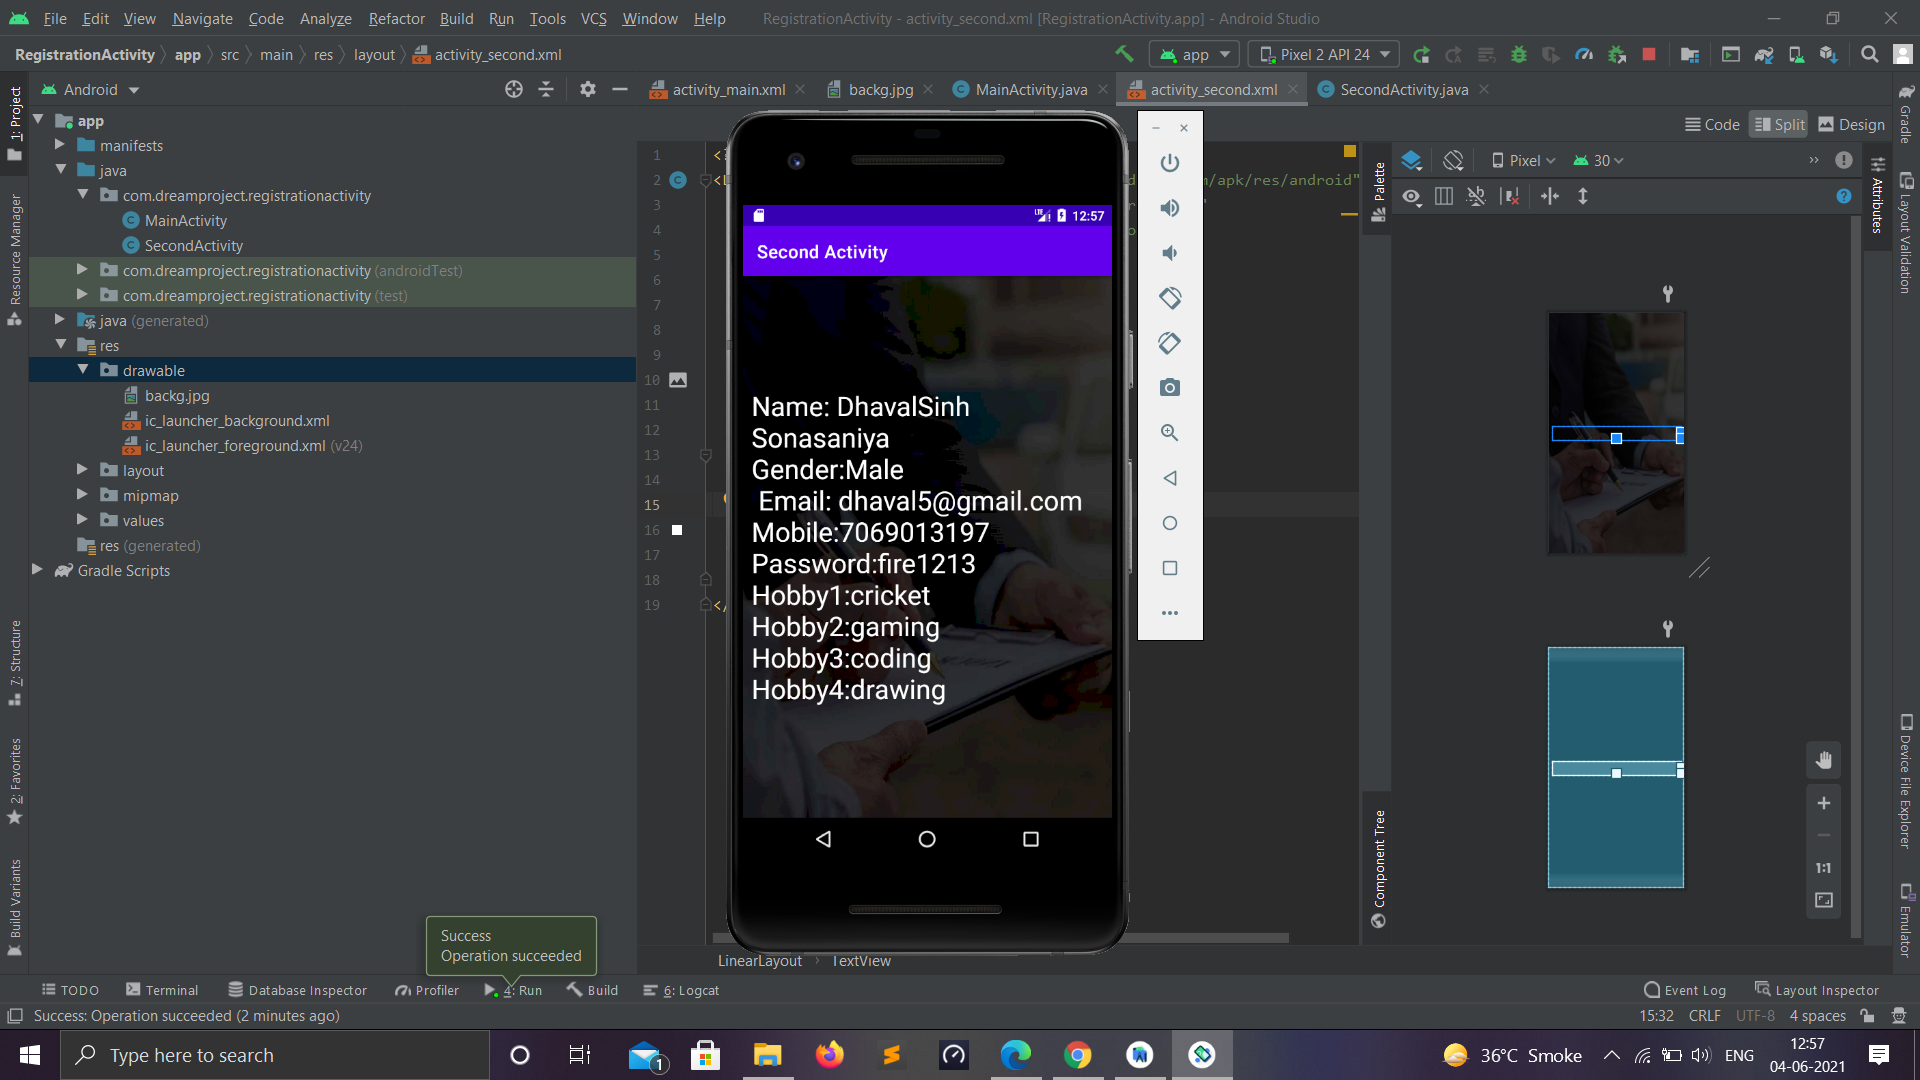 File Edit View Navigate Code Analyze Refactor Build Run Tools VCS Window Help RegistrationActivity - activity_second.xml [RegistrationActivity.app] - Android Studio
RegistrationActivity app src main res layout activity_second.xml
app
Pixel 2 API 24
Android
activity_main.xml
backg.jpg
MainActivity.java
activity_second.xml
SecondActivity.java
Code
Split
Design
Pixel
30
1: Project
Resource Manager
7: Structure
2: Favorites
Build Variants
app
manifests
java
com.dreamproject.registrationactivity
MainActivity
SecondActivity
com.dreamproject.registrationactivity (androidTest)
com.dreamproject.registrationactivity (test)
java (generated)
res
drawable
backg.jpg
ic_launcher_background.xml
ic_launcher_foreground.xml (v24)
layout
mipmap
values
res (generated)
Gradle Scripts
1
2
3
4
5
6
7
8
9
10
11
12
13
14
15
16
17
18
19
m/apk/res/android"
LTE 12:57
Second Activity
Name: DhavalSinh
Sonasaniya
Gender:Male
Email: dhaval5@gmail.com
Mobile:7069013197
Password:fire1213
Hobby1:cricket
Hobby2:gaming
Hobby3:coding
Hobby4:drawing
Palette
Component Tree
Attributes
Gradle
Layout Validation
Device File Explorer
Emulator
1:1
LinearLayout
TextView
Success
Operation succeeded
TODO
Terminal
Database Inspector
Profiler
4: Run
Build
6: Logcat
Event Log
Layout Inspector
Success: Operation succeeded (2 minutes ago)
15:32 CRLF UTF-8 4 spaces
Type here to search
1
36°C Smoke
ENG
12:57
04-06-2021